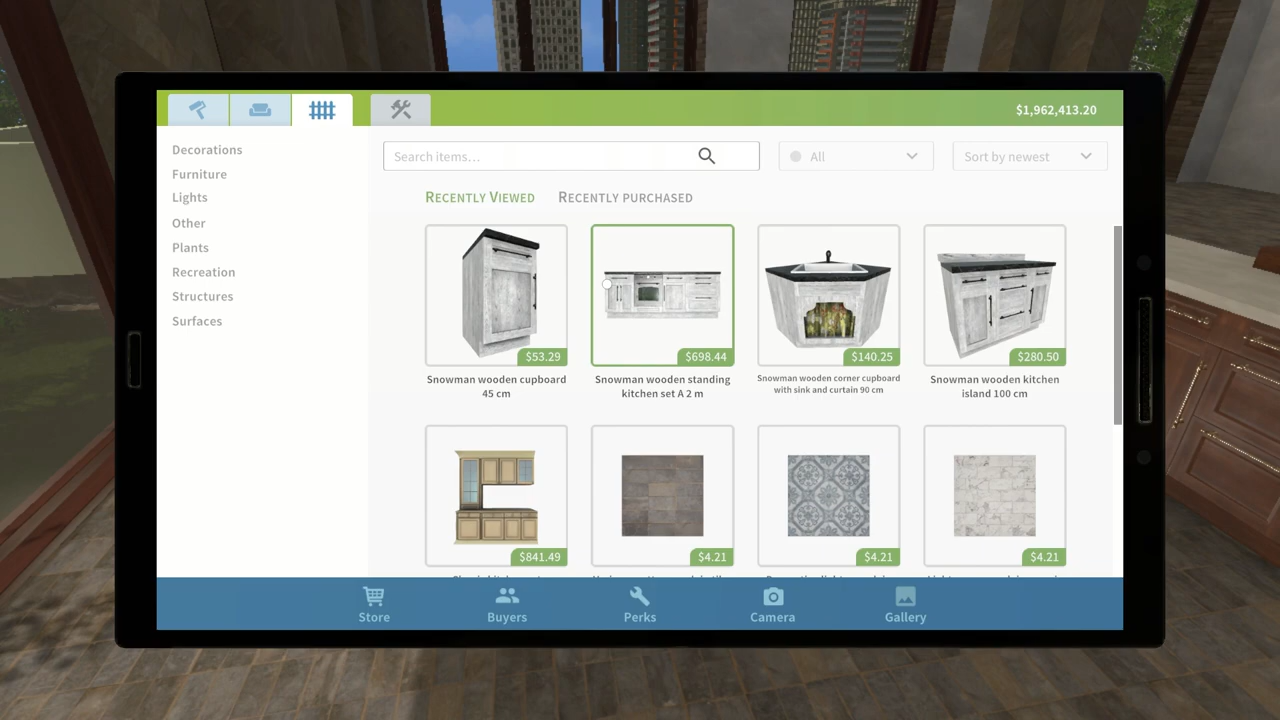 $1,962,413.20
Decorations
Furniture
Lights
Other
Plants
Recreation
Structures
Surfaces
Search items...
All
Sort by newest
RECENTLY VIEWED
RECENTLY PURCHASED
$53.29
$698.44
$140.25
$280.50
Snowman wooden cupboard
45 cm
Snowman wooden standing
kitchen set A 2 m
Snowman wooden corner cupboard
with sink and curtain 90 cm
Snowman wooden kitchen
island 100 cm
$841.49
$4.21
$4.21
$4.21
Store
Buyers
Perks
Camera
Gallery